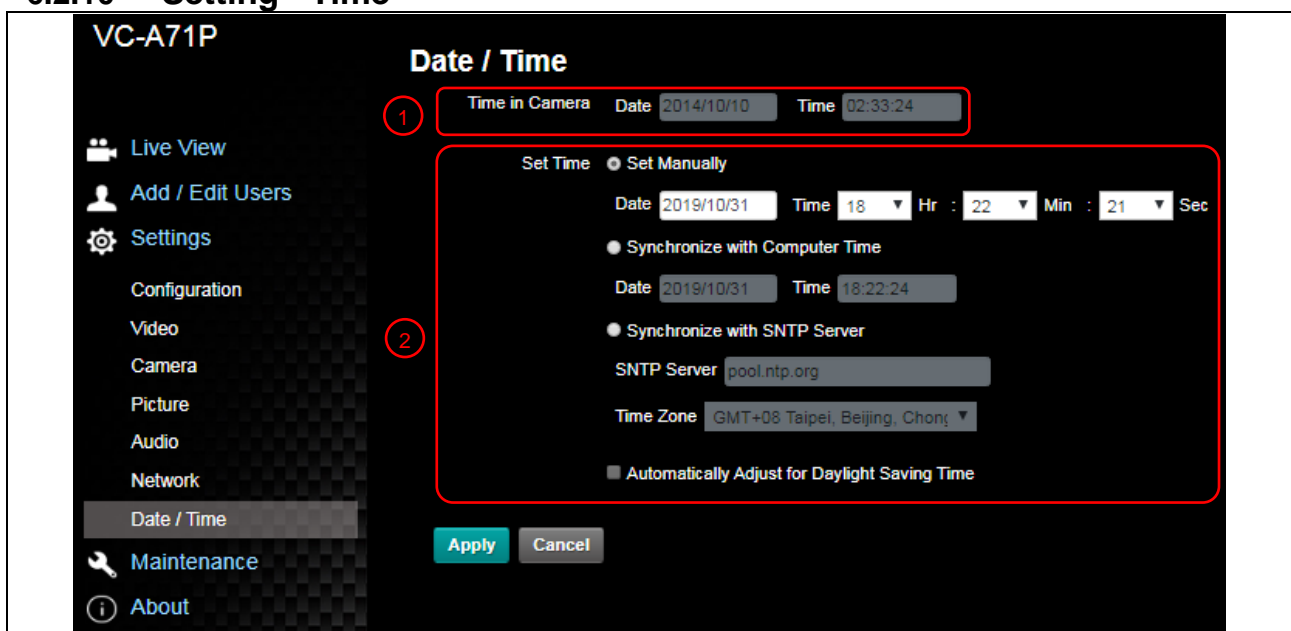 Setting - Time
VC-A71P
Date / Time
1
Time in Camera Date 2014/10/10 Time 02:33:24
Live View
Add / Edit Users
Settings
Configuration
Video
Camera
Picture
Audio
Network
Date / Time
Maintenance
About
2
Set Time Set Manually
Date 2019/10/31 Time 18 Hr : 22 Min : 21 Sec
Synchronize with Computer Time
Date 2019/10/31 Time 18:22:24
Synchronize with SNTP Server
SNTP Server pool.ntp.org
Time Zone GMT+08 Taipei, Beijing,
Automatically Adjust for Daylight Saving Time
Apply Cancel